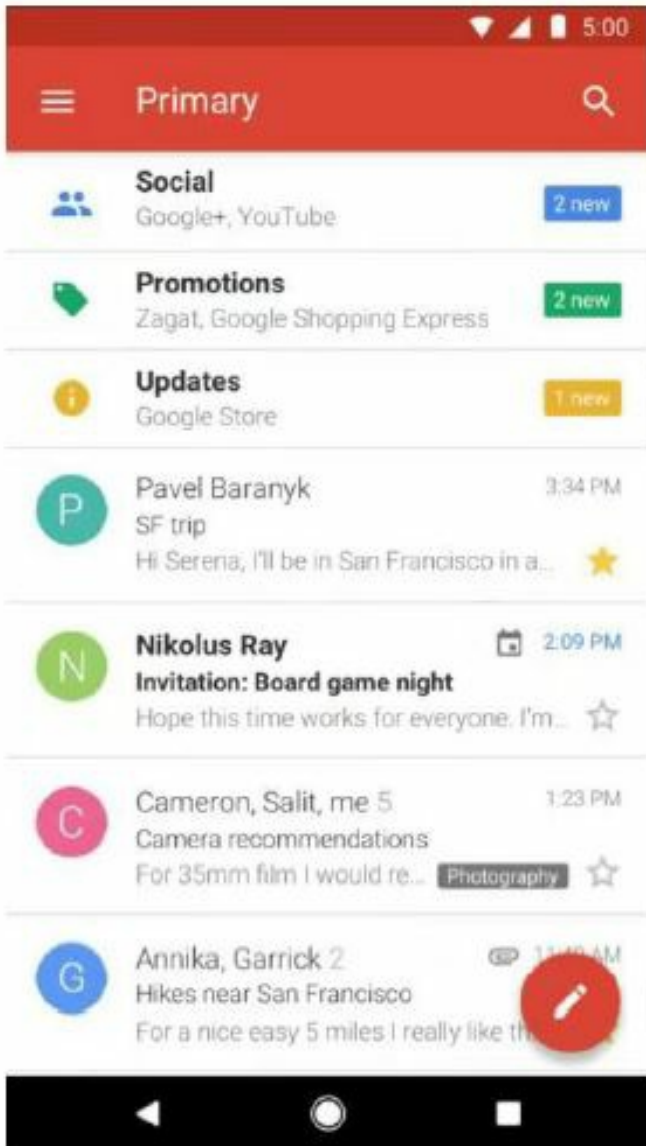 5:00
Primary
Social
Google+, YouTube
2 new
Promotions
Zagat, Google Shopping Express
2 new
Updates
Google Store
1 new
P
Pavel Baranyk
3:34 PM
SF trip
Hi Serena, I'll be in San Francisco in a...
N
Nikolus Ray
2:09 PM
Invitation: Board game night
Hope this time works for everyone. I'm...
C
Cameron, Salit, me 5
1:23 PM
Camera recommendations
For 35mm film I would re...
Photography
G
Annika, Garrick 2
AM
Hikes near San Francisco
For a nice easy 5 miles I really like